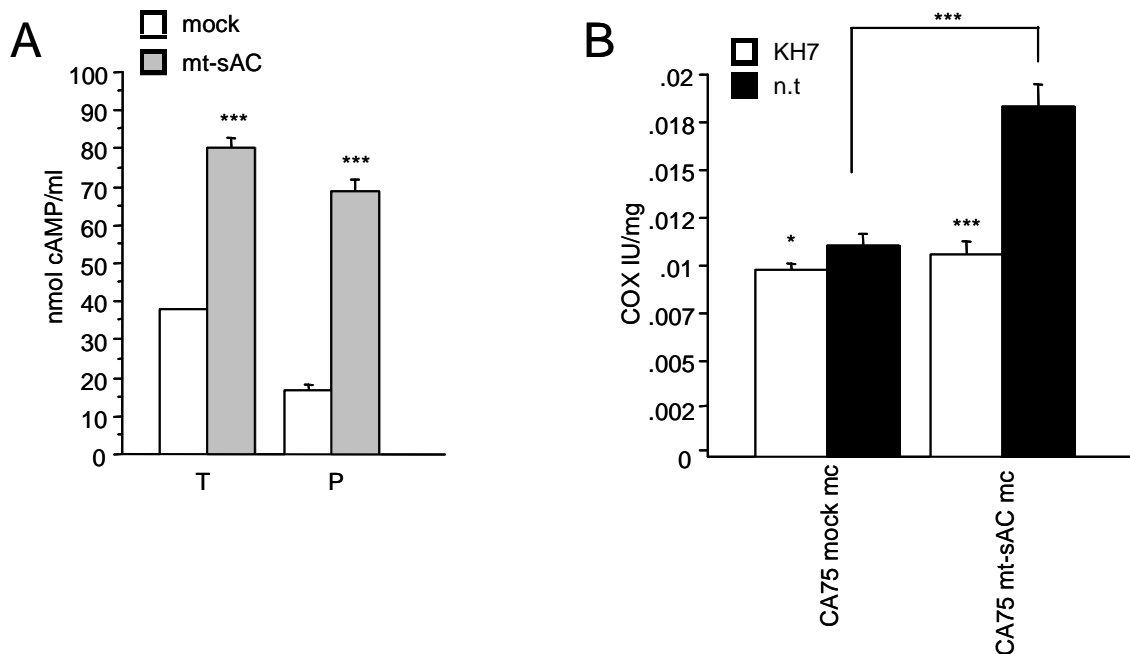 A
mock
mt-sAC
nmol cAMP/ml
100
90
80
70
60
50
40
30
20
10
0
***
***
T
P
B
KH7
n.t
***
COX IU/mg
.02
.018
.015
.012
.01
.007
.005
.002
0
*
***
CA75 mock mc
CA75 mt-sAC mc